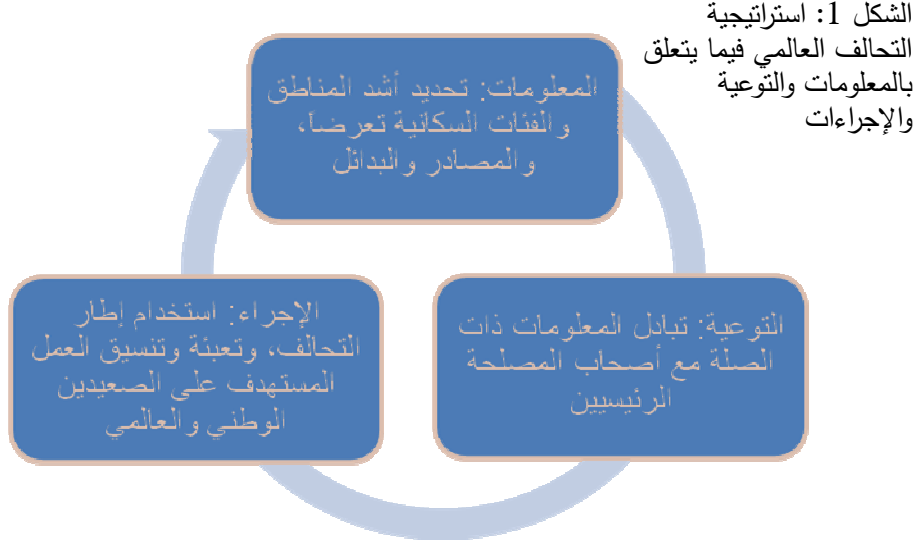 الشكل 1: استراتيجية
التحالف العالمي فيما يتعلق
بالمعلومات والتوعية
والإجراءات
المعلومات: تحديد أشد المناطق
والفئات السكانية تعرضاً،
والمصادر والبدائل
التوعية: تبادل المعلومات ذات
الصلة مع أصحاب المصلحة
الرئيسيين
الإجراء: استخدام إطار
التحالف، وتعبئة وتنسيق العمل
المستهدف على الصعيدين
الوطني والعالمي